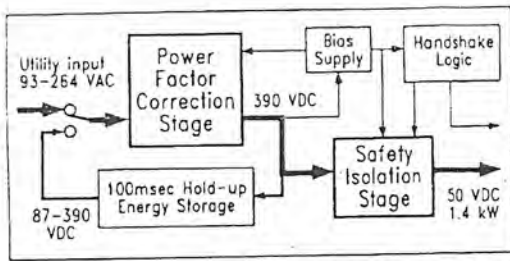 Utility input
93-264 VAC
Power
Factor
Correction
Stage
Bias
Supply
Handshake
Logic
390 VDC
100msec Hold-up
Energy Storage
87-390
VDC
Safety
Isolation
Stage
50 VDC
1.4 kW